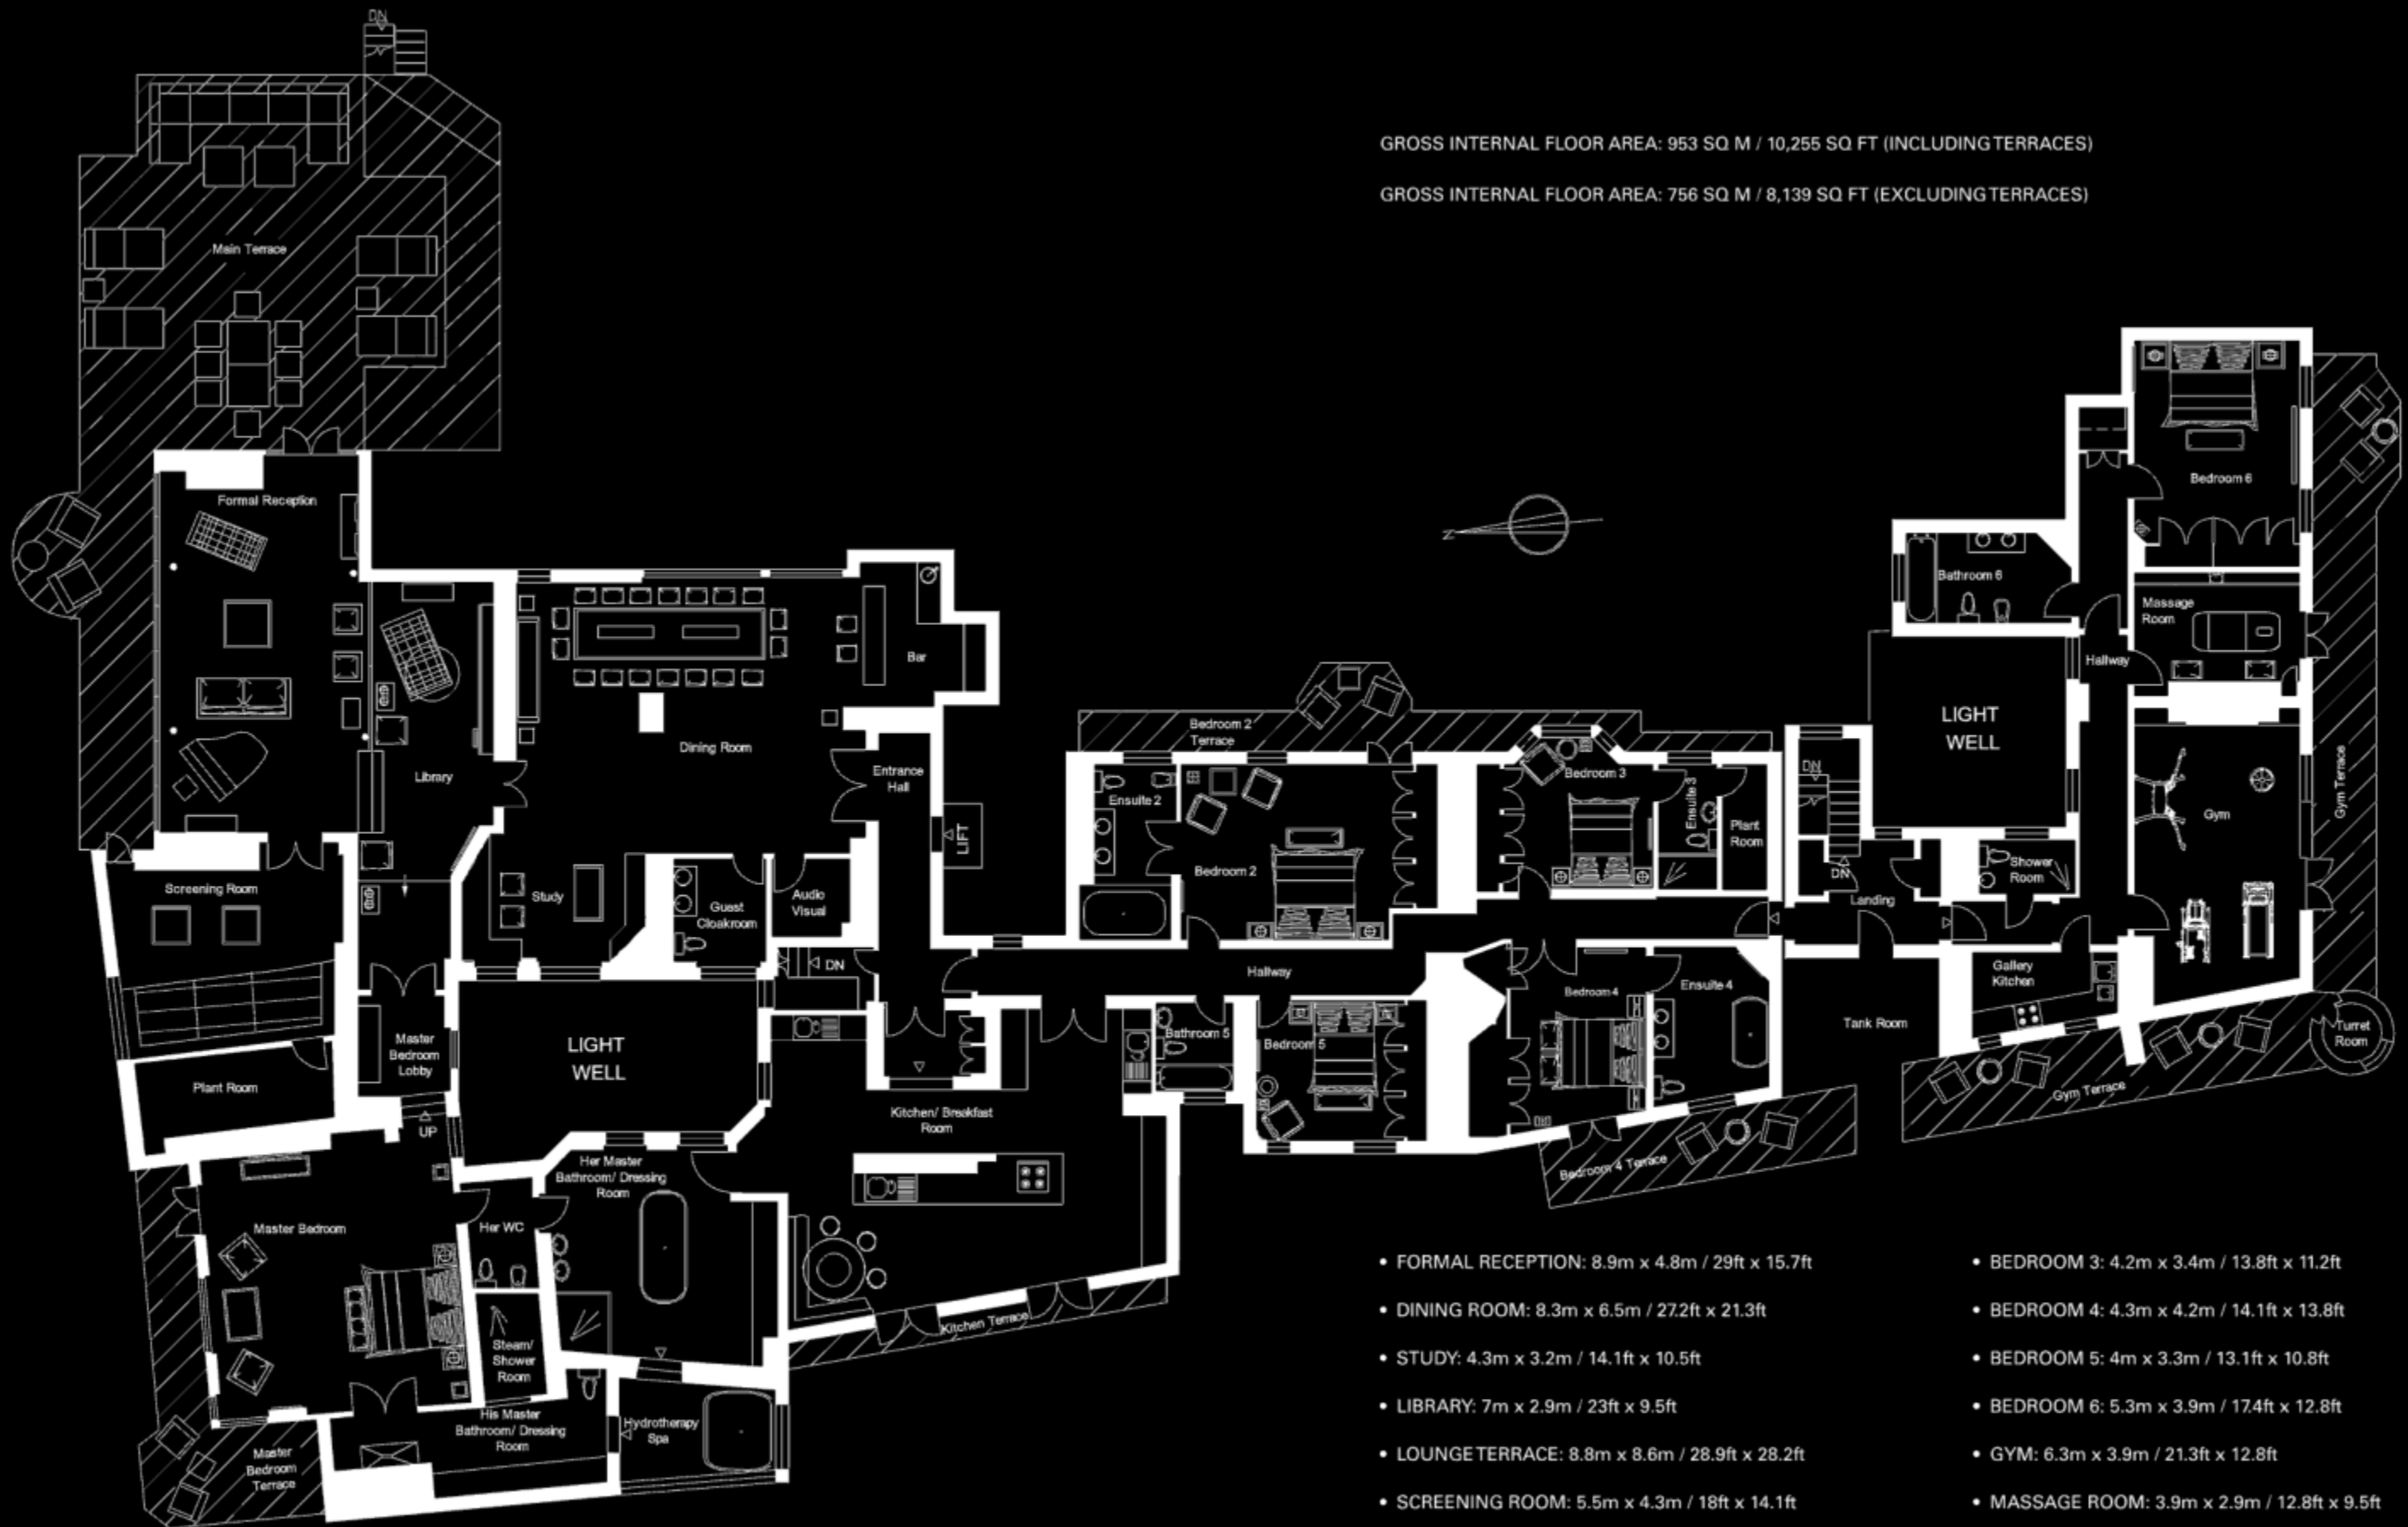 DN
GROSS INTERNAL FLOOR AREA: 953 SQ M / 10,255 SQ FT (INCLUDING TERRACES)
GROSS INTERNAL FLOOR AREA: 756 SQ M / 8,139 SQ FT (EXCLUDING TERRACES)
Main Terrace
Formal Reception
Bedroom 6
N
Bathroom 6
Massage
Room
Bar
Hallway
LIGHT
WELL
Bedroom 2
Terrace
Dining Room
Library
Entrance
Hall
LIFT
Ensuite 2
Bedroom 2
Bedroom 3
Ensuite 3
Plant
Room
DN
Gym Terrace
Gym
Screening Room
Study
Guest
Cloakroom
Audio
Visual
DN
Landing
Shower
Room
DN
Hallway
Gallery
Kitchen
Bedroom 4
Ensuite 4
Tank Room
Turret
Room
Master
Bedroom
Lobby
LIGHT
WELL
Bathroom 5
Bedroom 5
Plant Room
UP
Kitchen/ Breakfast
Room
Gym Terrace
Her Master
Bathroom/ Dressing
Room
Bedroom 4 Terrace
Master Bedroom
Her WC
Kitchen Terrace
Steam/
Shower
Room
His Master
Bathroom/ Dressing
Room
Hydrotherapy
Spa
Master
Bedroom
Terrace
• FORMAL RECEPTION: 8.9m x 4.8m / 29ft x 15.7ft
• DINING ROOM: 8.3m x 6.5m / 27.2ft x 21.3ft
• STUDY: 4.3m x 3.2m / 14.1ft x 10.5ft
• LIBRARY: 7m x 2.9m / 23ft x 9.5ft
• LOUNGE TERRACE: 8.8m x 8.6m / 28.9ft x 28.2ft
• SCREENING ROOM: 5.5m x 4.3m / 18ft x 14.1ft
• BEDROOM 3: 4.2m x 3.4m / 13.8ft x 11.2ft
• BEDROOM 4: 4.3m x 4.2m / 14.1ft x 13.8ft
• BEDROOM 5: 4m x 3.3m / 13.1ft x 10.8ft
• BEDROOM 6: 5.3m x 3.9m / 17.4ft x 12.8ft
• GYM: 6.3m x 3.9m / 21.3ft x 12.8ft
• MASSAGE ROOM: 3.9m x 2.9m / 12.8ft x 9.5ft